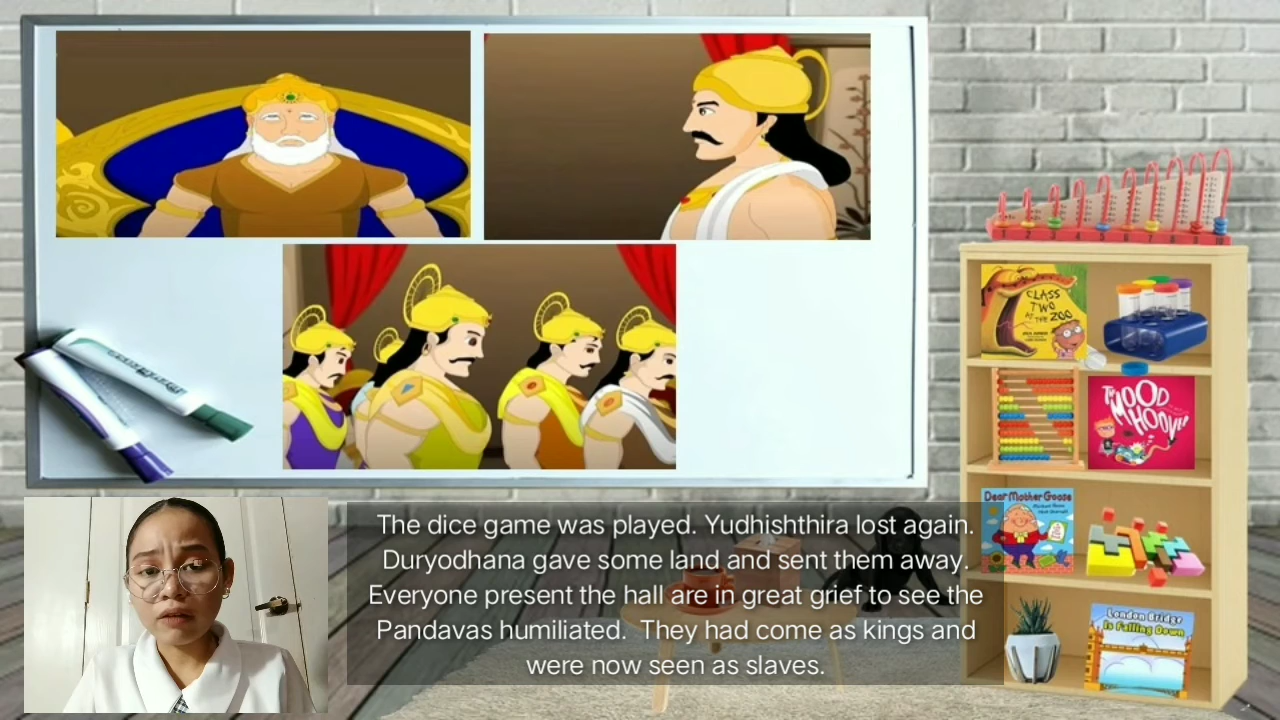 CLASS
TWO
AT THE ZOO
THE
MOOD
HOOVER
DEAR MOTHER GOOSE
The dice game was played. Yudhishthira lost again.
Duryodhana gave some land and sent them away.
Everyone present the hall are in great grief to see the
Pandavas humiliated. They had come as kings and
were now seen as slaves.
London Bridge
Is Falling Down